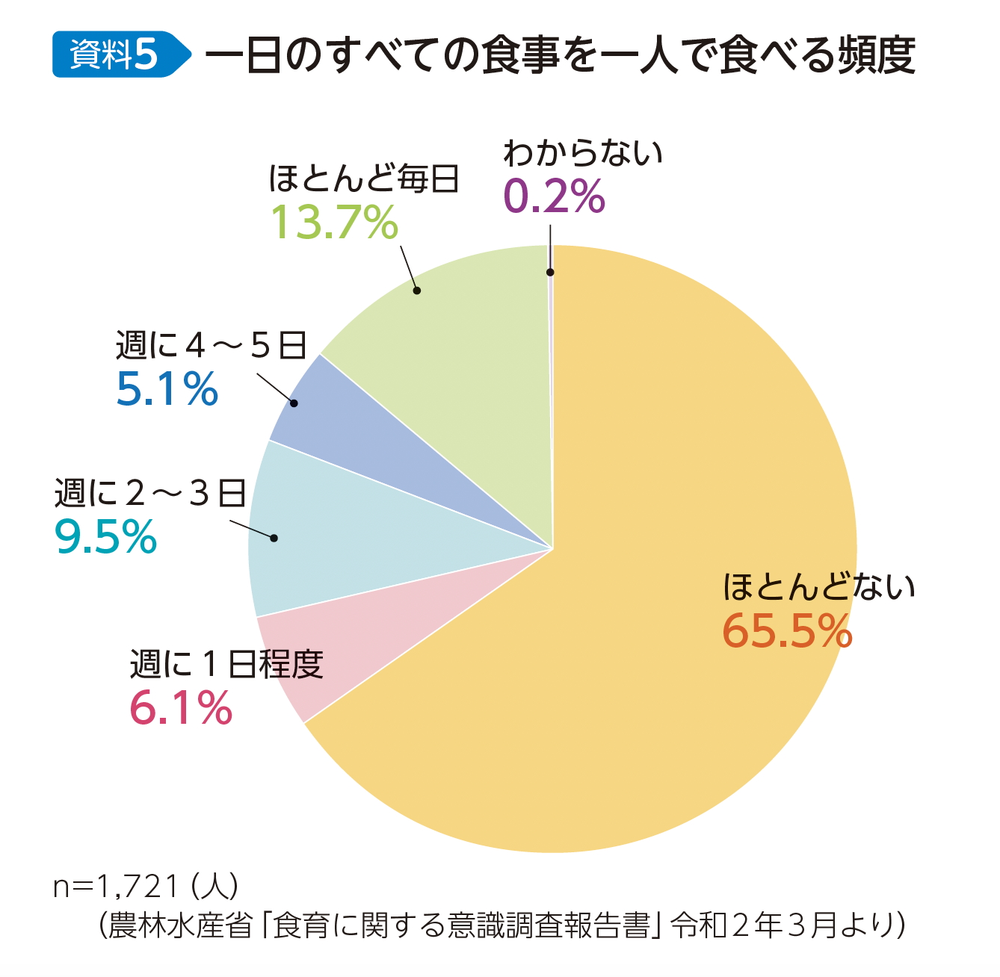 資料5 一日のすべての食事を一人で食べる頻度
わからない
0.2%
ほとんど毎日
13.7%
週に４～５日
5.1%
週に２～３日
9.5%
週に１日程度
6.1%
ほとんどない
65.5%
n=1,721(人)
(農林水産省「食育に関する意識調査報告書」令和２年３月より)